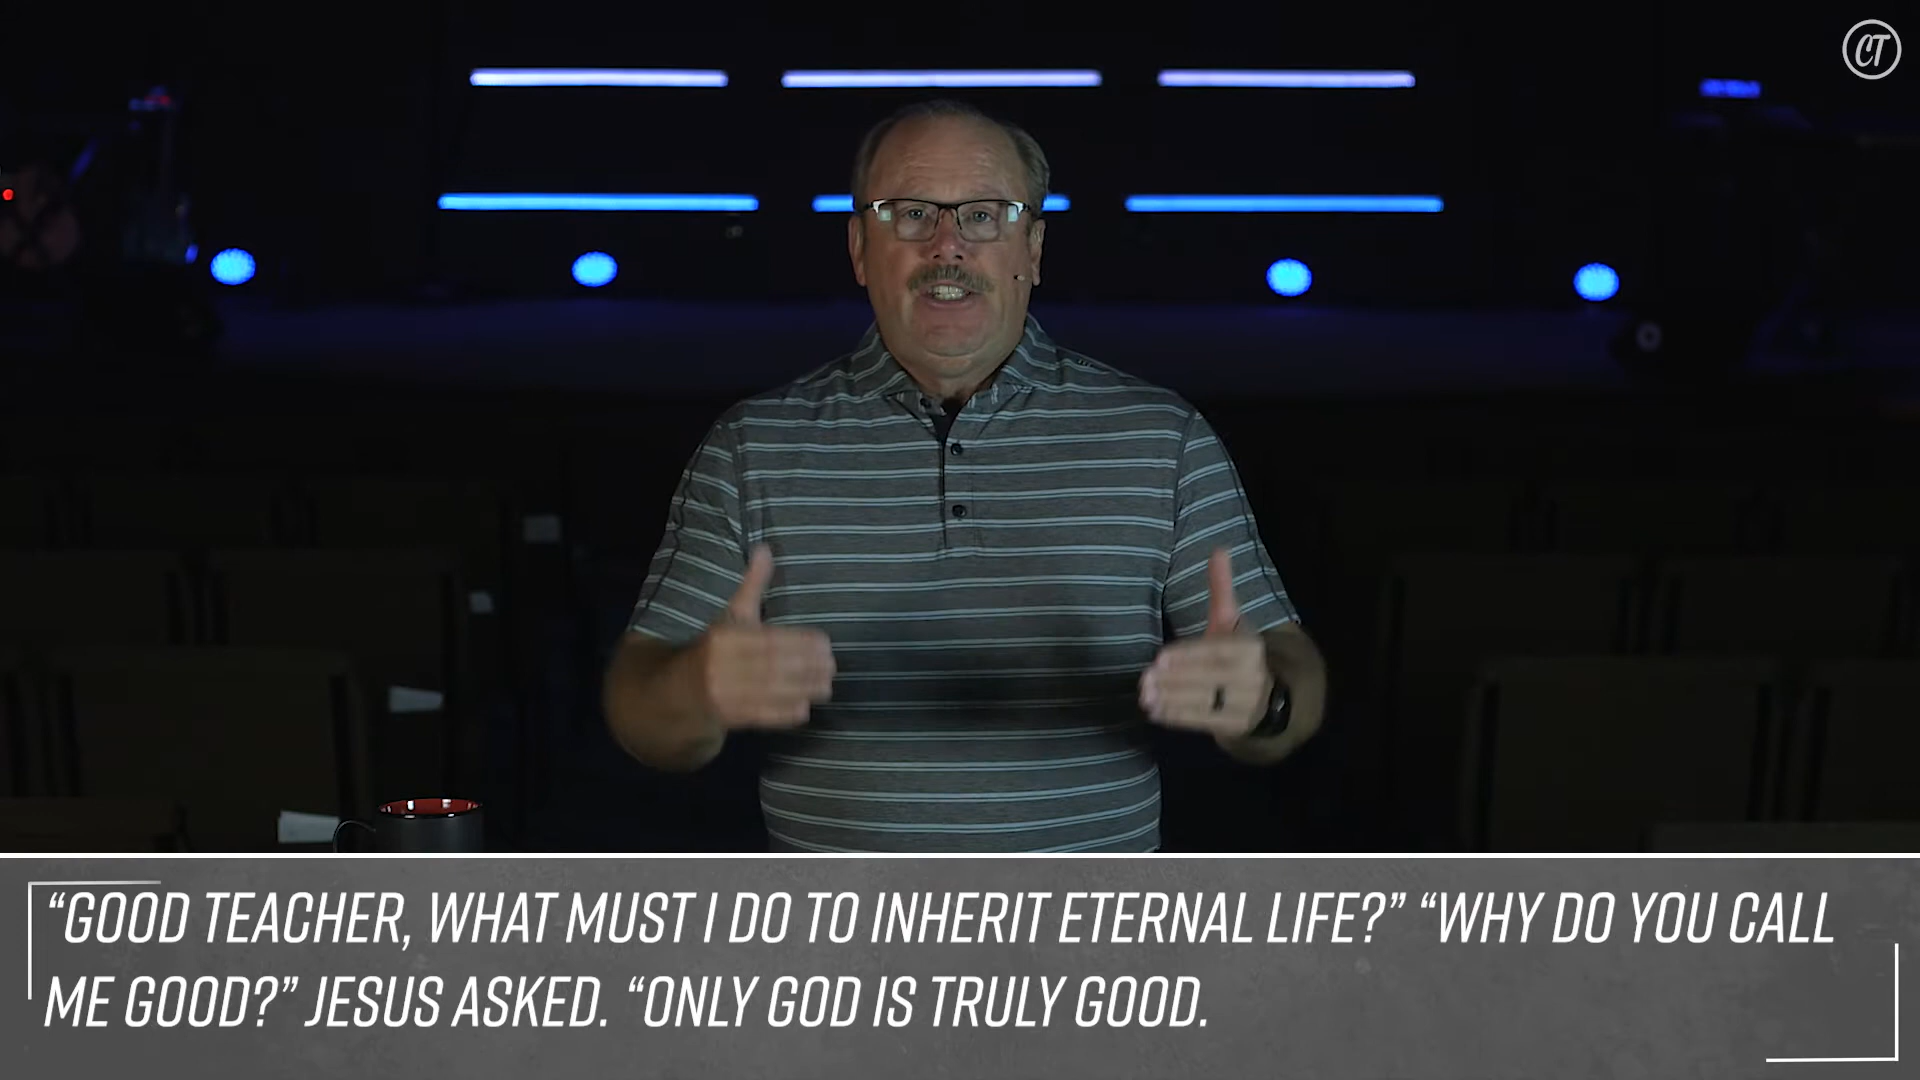 CT
“GOOD TEACHER, WHAT MUST I DO TO INHERIT ETERNAL LIFE?” “WHY DO YOU CALL
ME GOOD?” JESUS ASKED. “ONLY GOD IS TRULY GOOD.